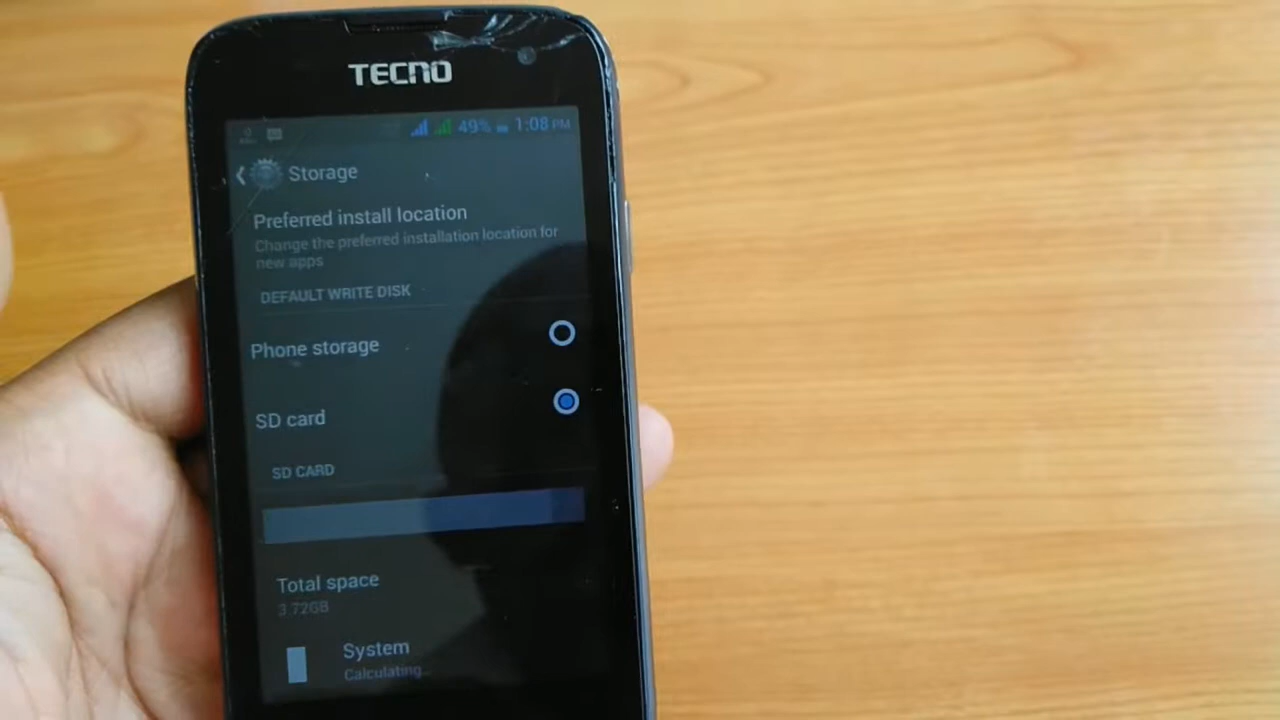 TECNO
49% 1:08 PM
Storage
Preferred install location
Change the preferred installation location for
new apps
DEFAULT WRITE DISK
Phone storage
SD card
SD CARD
Total space
3.72GB
System
Calculating...